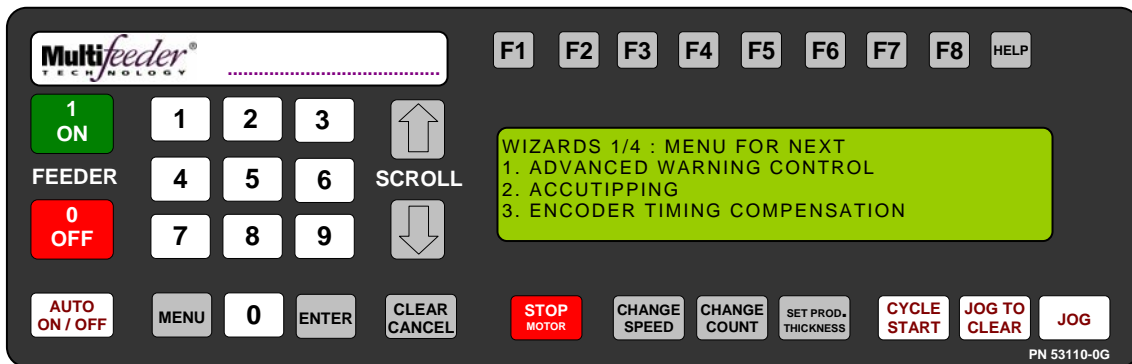 Multifeeder®
TECHNOLOGY
F1 F2 F3 F4 F5 F6 F7 F8 HELP
1
ON
FEEDER
0
OFF
1 2 3
4 5 6
7 8 9
SCROLL
WIZARDS 1/4 : MENU FOR NEXT
1. ADVANCED WARNING CONTROL
2. ACCUTIPPING
3. ENCODER TIMING COMPENSATION
AUTO
ON / OFF
MENU
0
ENTER
CLEAR
CANCEL
STOP
MOTOR
CHANGE
SPEED
CHANGE
COUNT
SET PROD.
THICKNESS
CYCLE
START
JOG TO
CLEAR
JOG
PN 53110-0G